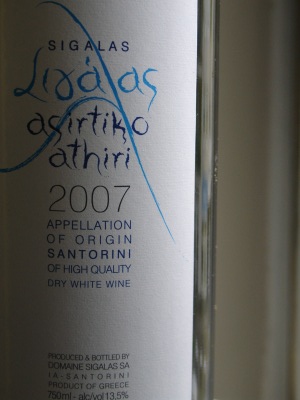 SIGALAS
Σιγάλας
asirtiko
athiri
2007
APPELLATION
OF ORIGIN
SANTORINI
OF HIGH QUALITY
DRY WHITE WINE
PRODUCED & BOTTLED BY
DOMAINE SIGALAS SA
IA-SANTORINI
PRODUCT OF GREECE
750ml - alc/vol 13.5%